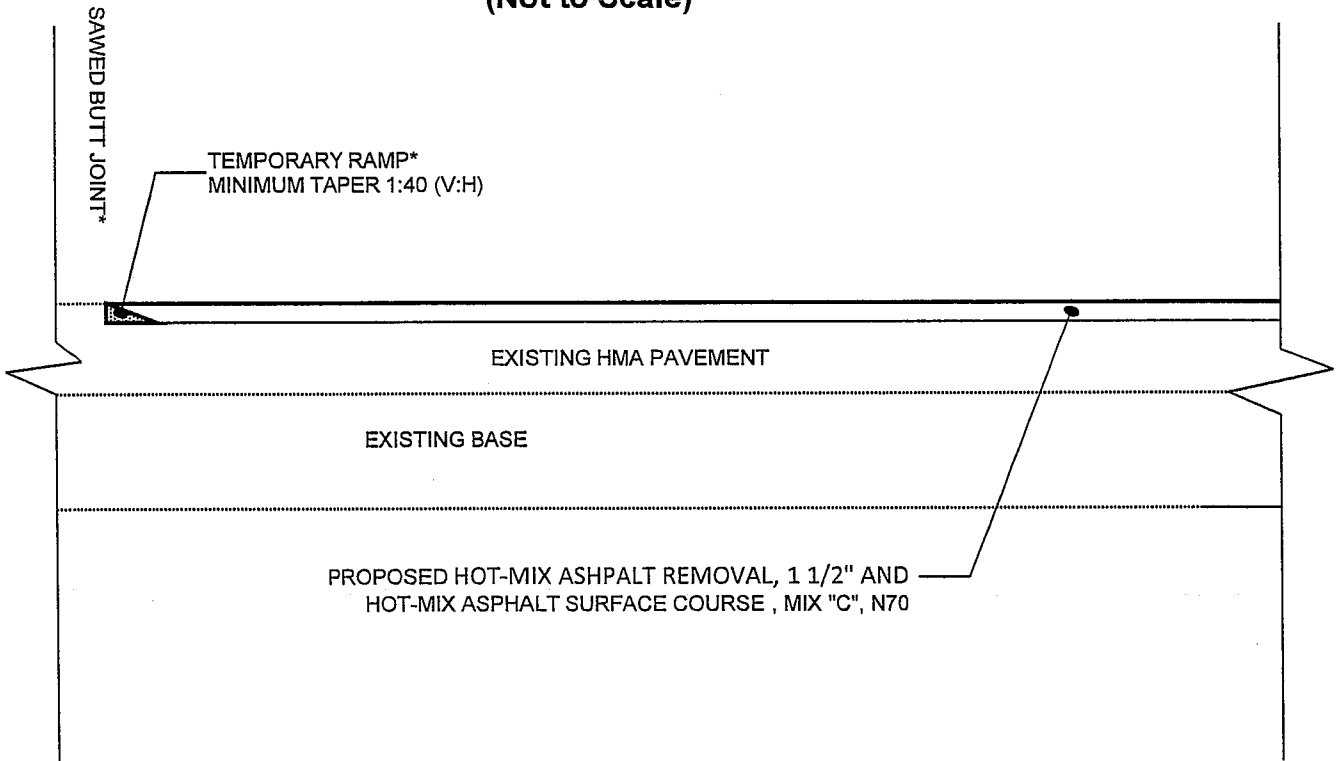 (Not to Scale)
SAWED BUTT JOINT*
TEMPORARY RAMP*
MINIMUM TAPER 1:40 (V:H)
EXISTING HMA PAVEMENT
EXISTING BASE
PROPOSED HOT-MIX ASHPALT REMOVAL, 1 1/2" AND
HOT-MIX ASPHALT SURFACE COURSE , MIX "C", N70